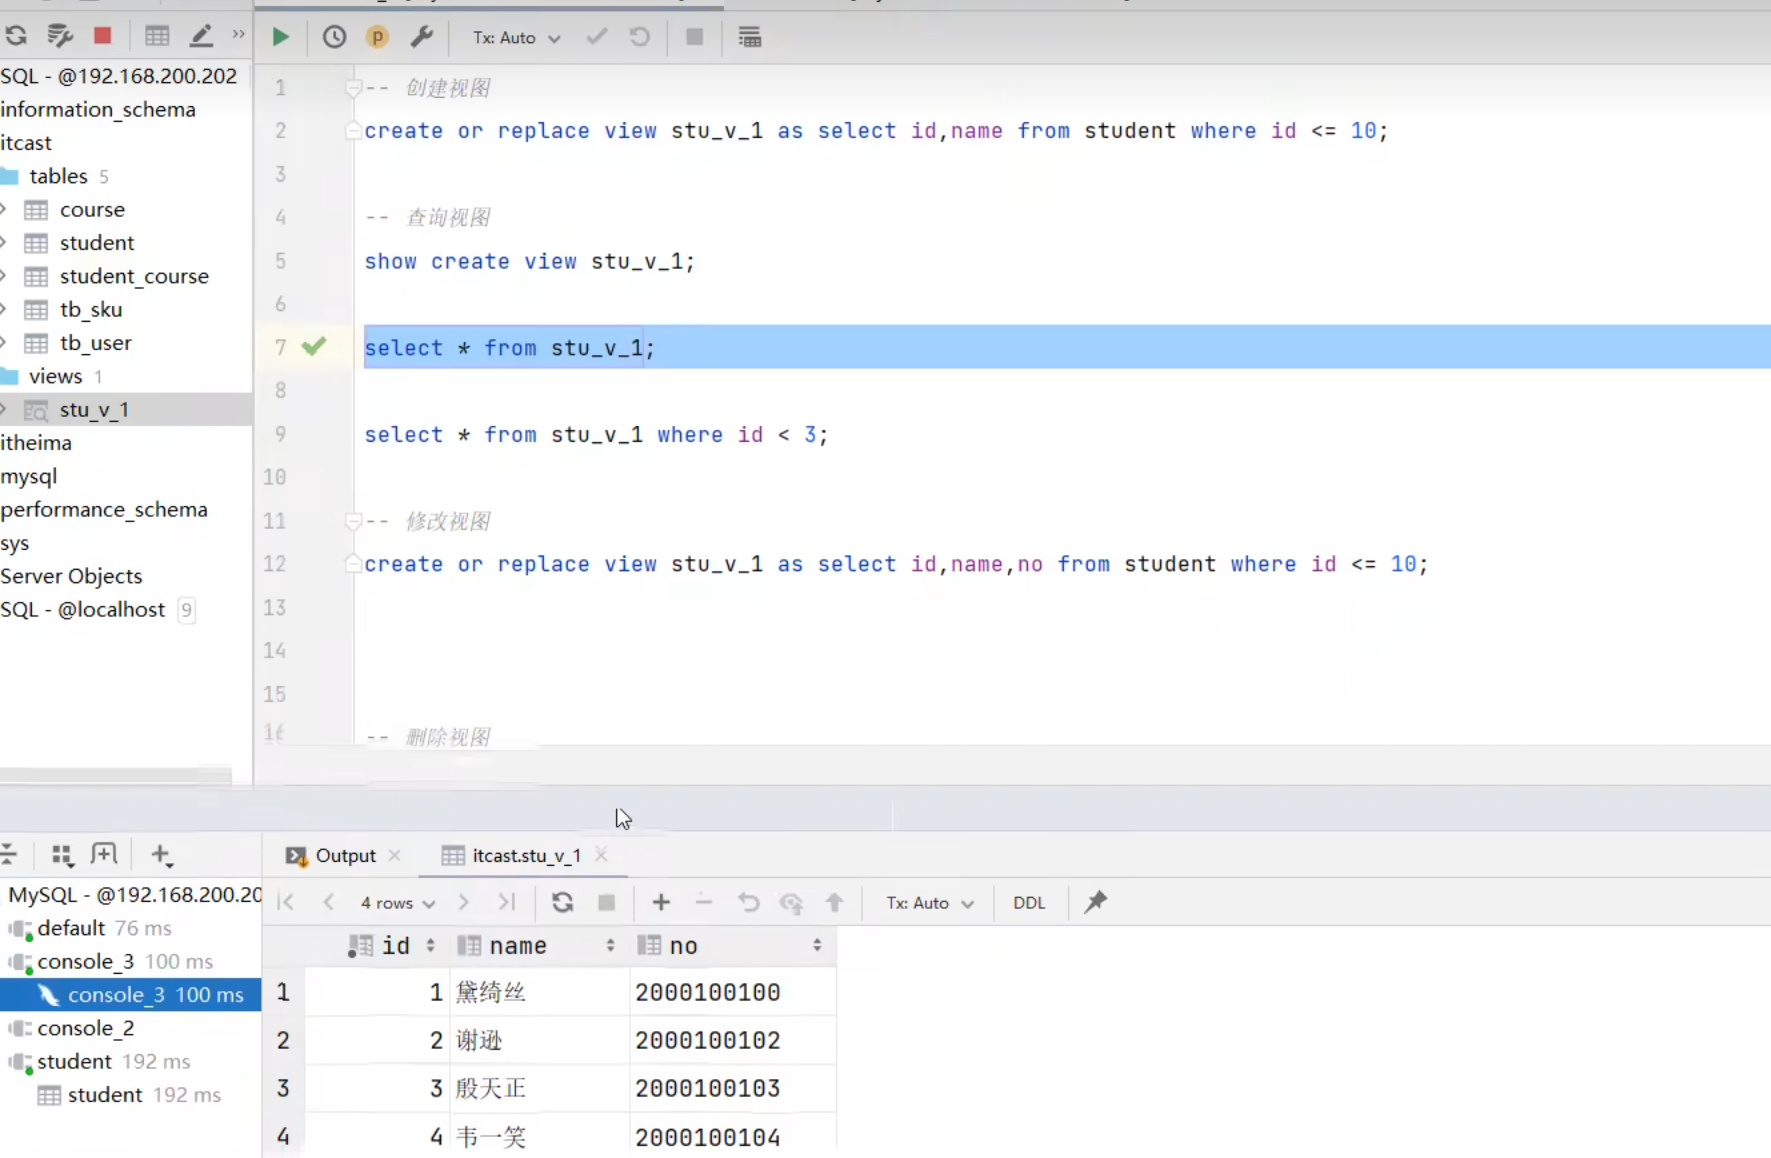 Tx: Auto
SQL - @192.168.200.202
information_schema
itcast
tables 5
course
student
student_course
tb_sku
tb_user
views 1
stu_v_1
itheima
mysql
performance_schema
sys
Server Objects
SQL - @localhost 9
1 -- 创建视图
2 create or replace view stu_v_1 as select id,name from student where id <= 10;
3
4 -- 查询视图
5 show create view stu_v_1;
6
7 select * from stu_v_1;
8
9 select * from stu_v_1 where id < 3;
10
11 -- 修改视图
12 create or replace view stu_v_1 as select id,name,no from student where id <= 10;
13
14
15
16 -- 删除视图
MySQL - @192.168.200.20
default 76 ms
console_3 100 ms
console_3 100 ms
console_2
student 192 ms
student 192 ms
Output
itcast.stu_v_1
4 rows
Tx: Auto
DDL
id name no
1 1 黛绮丝 2000100100
2 2 谢逊 2000100102
3 3 殷天正 2000100103
4 4 韦一笑 2000100104